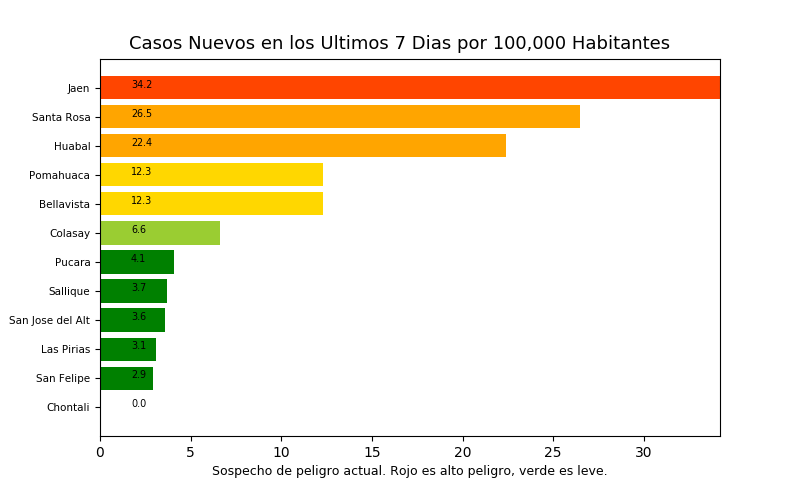 Casos Nuevos en los Ultimos 7 Dias por 100,000 Habitantes
Jaen 34.2
Santa Rosa 26.5
Huabal 22.4
Pomahuaca 12.3
Bellavista 12.3
Colasay 6.6
Pucara 4.1
Sallique 3.7
San Jose del Alt 3.6
Las Pirias 3.1
San Felipe 2.9
Chontali 0.0
0 5 10 15 20 25 30
Sospecho de peligro actual. Rojo es alto peligro, verde es leve.